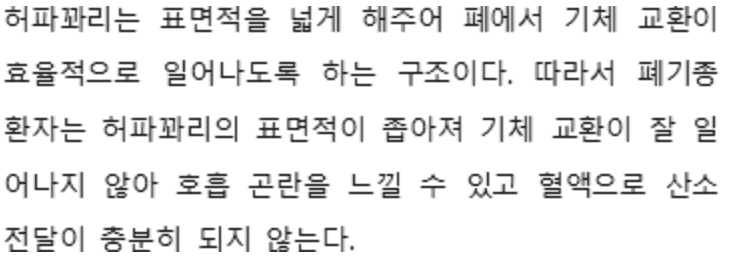 허파꽈리는 표면적을 넓게 해주어 폐에서 기체 교환이
효율적으로 일어나도록 하는 구조이다. 따라서 폐기종
환자는 허파꽈리의 표면적이 좁아져 기체 교환이 잘 일
어나지 않아 호흡 곤란을 느낄 수 있고 혈액으로 산소
전달이 충분히 되지 않는다.